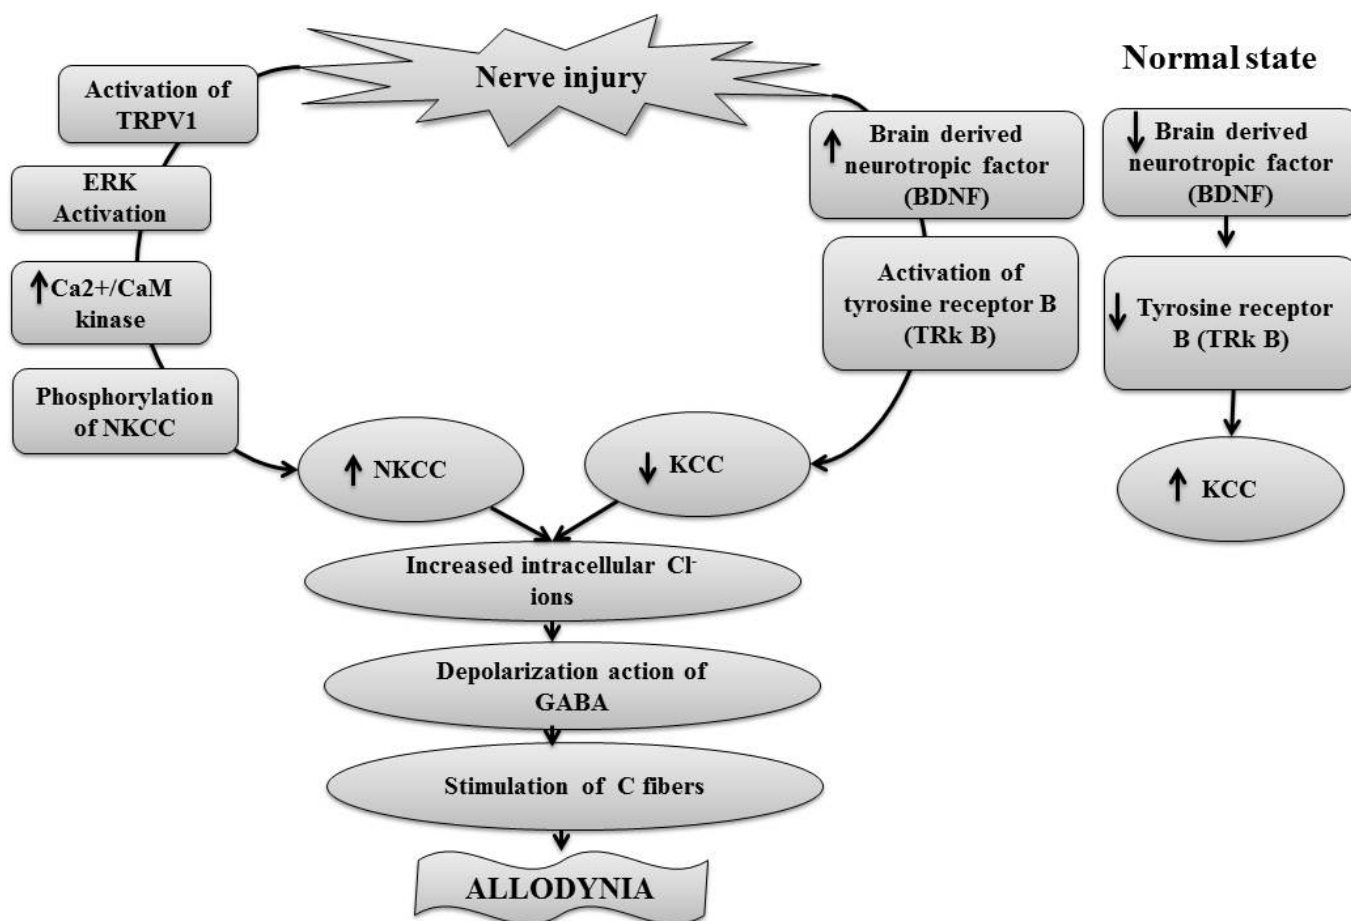 Nerve injury
Activation of
TRPV1
ERK
Activation
↑Ca2+/CaM
kinase
Phosphorylation
of NKCC
↑ NKCC
↑ Brain derived
neurotropic factor
(BDNF)
Activation of
tyrosine receptor B
(TRk B)
↓ KCC
Increased intracellular Cl-
ions
Depolarization action of
GABA
Stimulation of C fibers
ALLODYNIA
Normal state
↓ Brain derived
neurotropic factor
(BDNF)
↓ Tyrosine receptor
B (TRk B)
↑ KCC